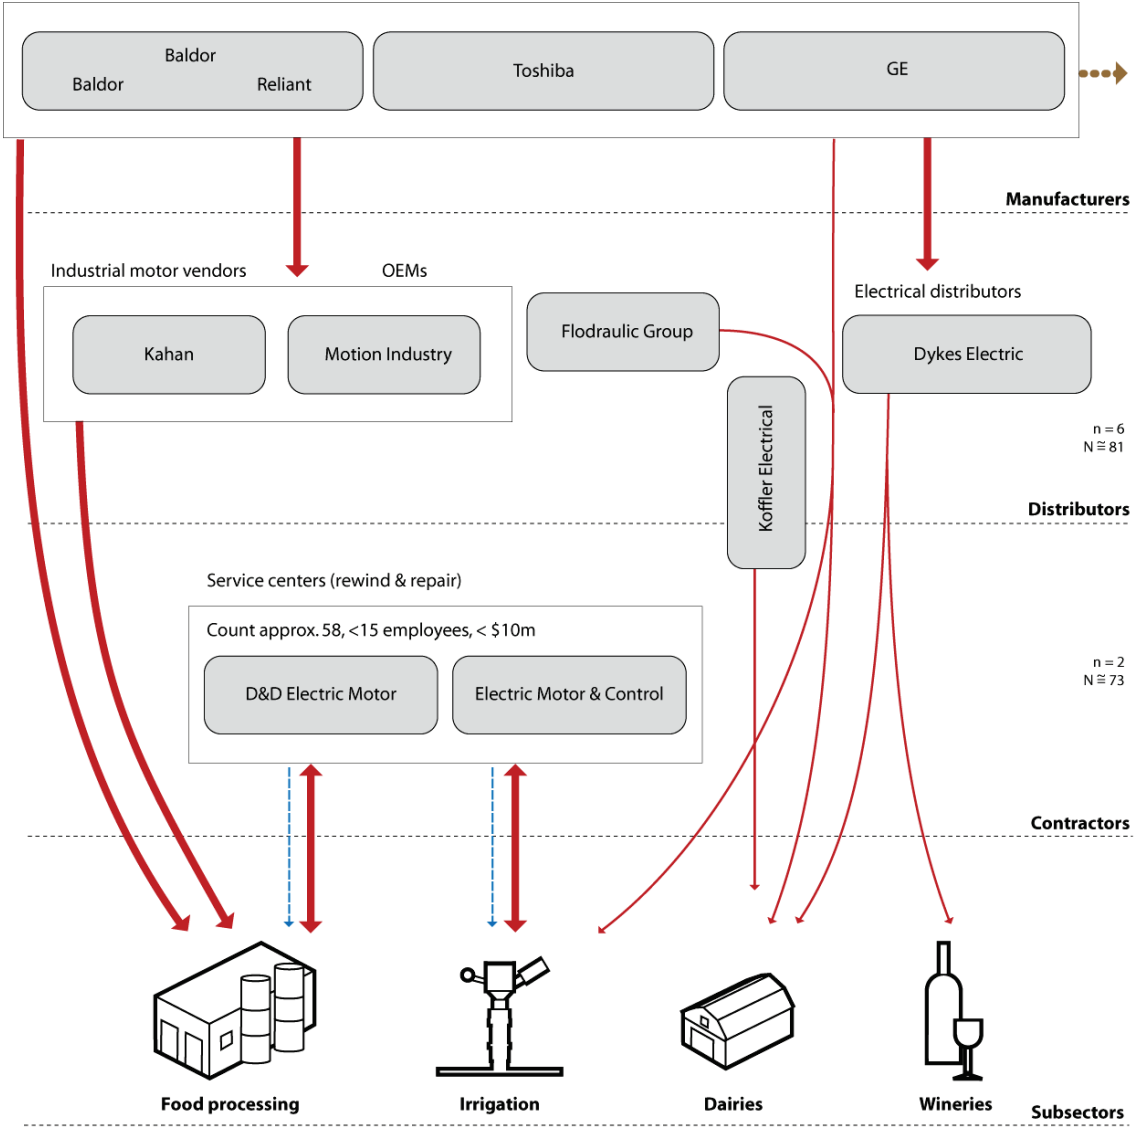 Baldor
Baldor
Reliant
Toshiba
GE
Manufacturers
Industrial motor vendors
OEMs
Electrical distributors
Kahan
Motion Industry
Flodraulic Group
Dykes Electric
Koffler Electrical
n = 6
N ≅ 81
Distributors
Service centers (rewind & repair)
Count approx. 58, <15 employees, < $10m
D&D Electric Motor
Electric Motor & Control
n = 2
N ≅ 73
Contractors
Food processing
Irrigation
Dairies
Wineries
Subsectors